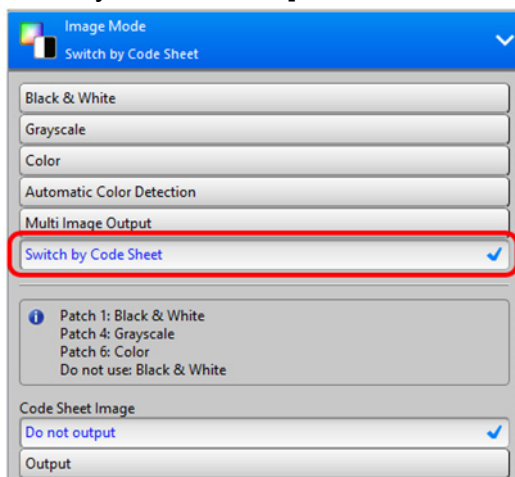 Image Mode
Switch by Code Sheet
Black & White
Grayscale
Color
Automatic Color Detection
Multi Image Output
Switch by Code Sheet
Patch 1: Black & White
Patch 4: Grayscale
Patch 6: Color
Do not use: Black & White
Code Sheet Image
Do not output
Output